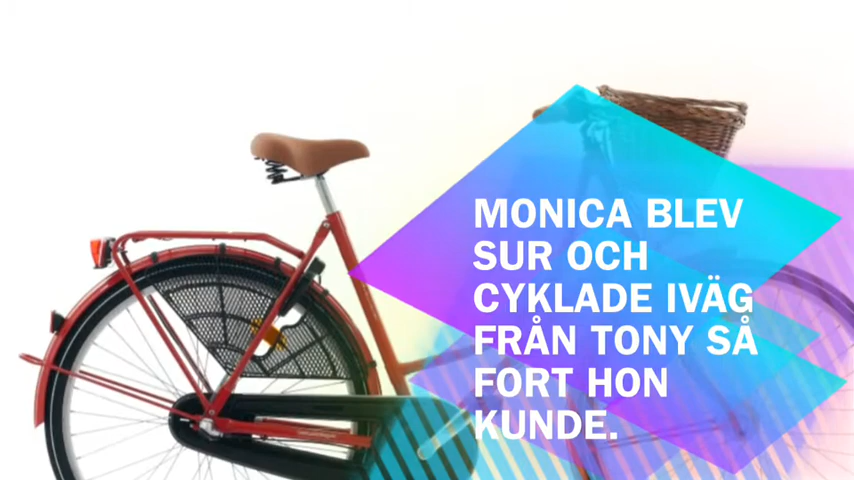 MONICA BLEV
SUR OCH
CYKLADE IVÄG
FRÅN TONY SÅ
FORT HON
KUNDE.